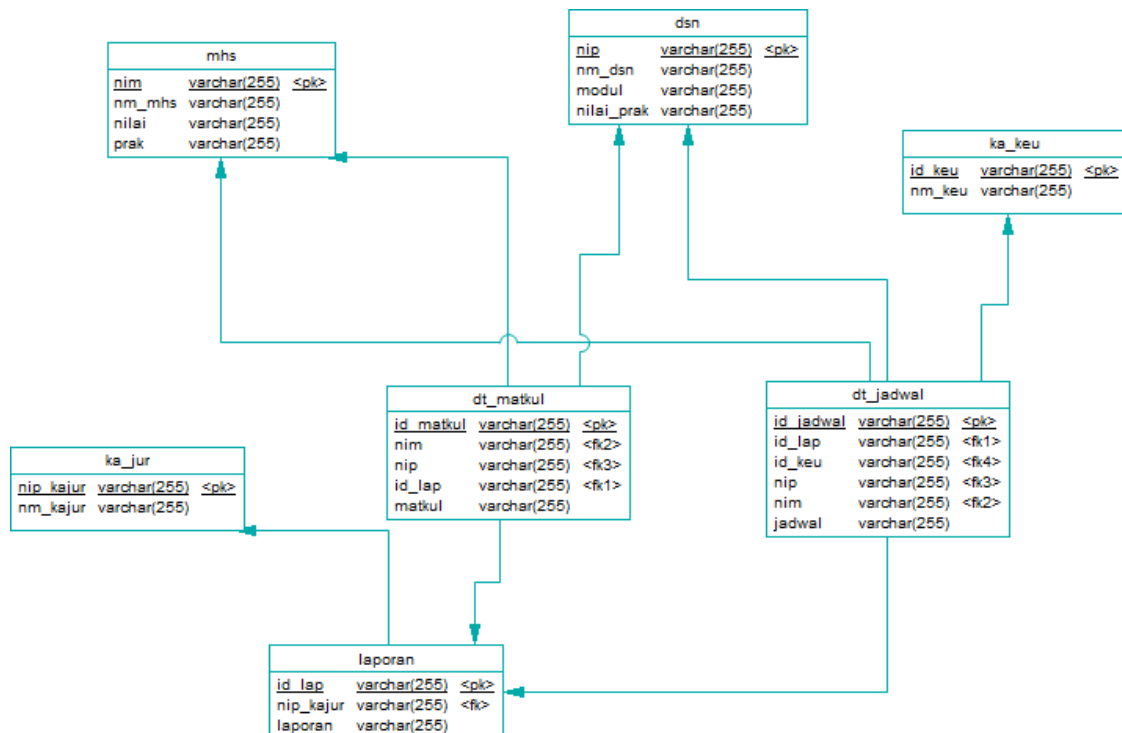 mhs
nim varchar(255) <pk>
nm_mhs varchar(255)
nilai varchar(255)
prak varchar(255)
dsn
nip varchar(255) <pk>
nm_dsn varchar(255)
modul varchar(255)
nilai_prak varchar(255)
ka_keu
id_keu varchar(255) <pk>
nm_keu varchar(255)
dt_matkul
id_matkul varchar(255) <pk>
nim varchar(255) <fk2>
nip varchar(255) <fk3>
id_lap varchar(255) <fk1>
matkul varchar(255)
dt_jadwal
id_jadwal varchar(255) <pk>
id_lap varchar(255) <fk1>
id_keu varchar(255) <fk4>
nip varchar(255) <fk3>
nim varchar(255) <fk2>
jadwal varchar(255)
ka_jur
nip_kajur varchar(255) <pk>
nm_kajur varchar(255)
laporan
id_lap varchar(255) <pk>
nip_kajur varchar(255) <fk>
laporan varchar(255)